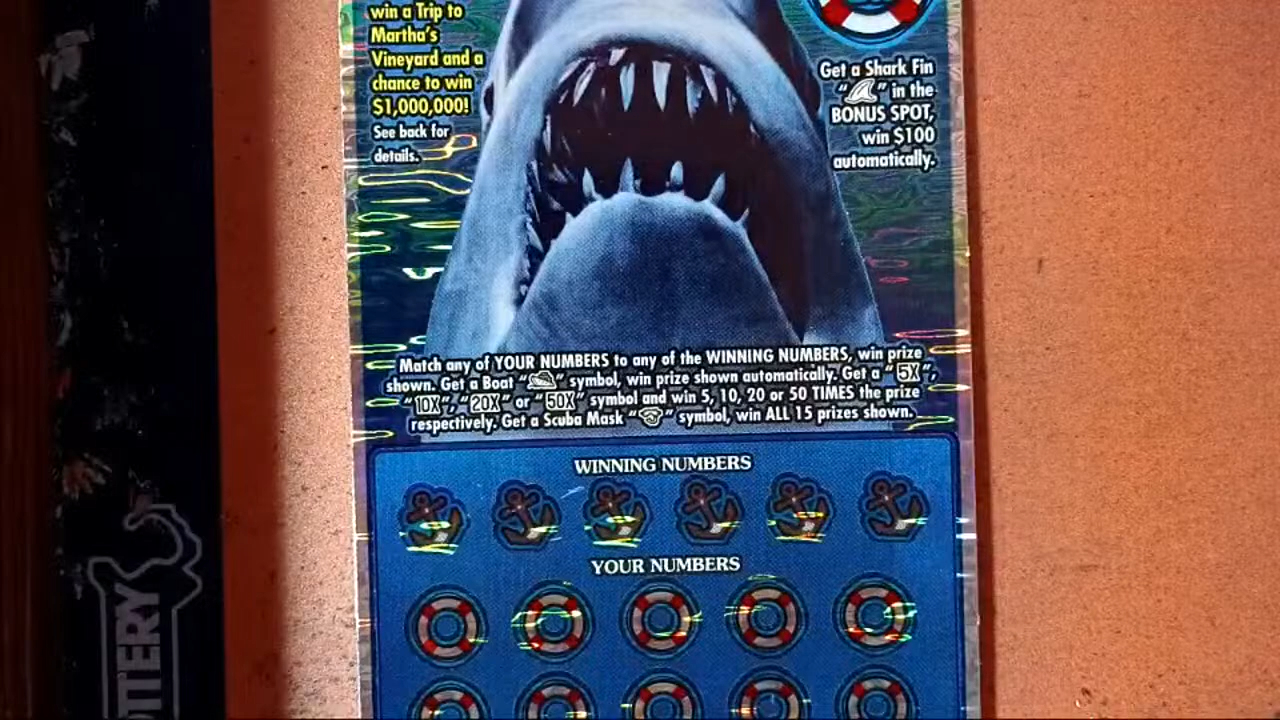 win a Trip to
Martha's
Vineyard and a
chance to win
$1,000,000!
See back for
details.
Get a Shark Fin
" " in the
BONUS SPOT,
win $100
automatically.
Match any of YOUR NUMBERS to any of the WINNING NUMBERS, win prize
shown. Get a Boat " " symbol, win prize shown automatically. Get a "5X",
"10X", "20X" or "50X" symbol and win 5, 10, 20 or 50 TIMES the prize
respectively. Get a Scuba Mask " " symbol, win ALL 15 prizes shown.
WINNING NUMBERS
YOUR NUMBERS